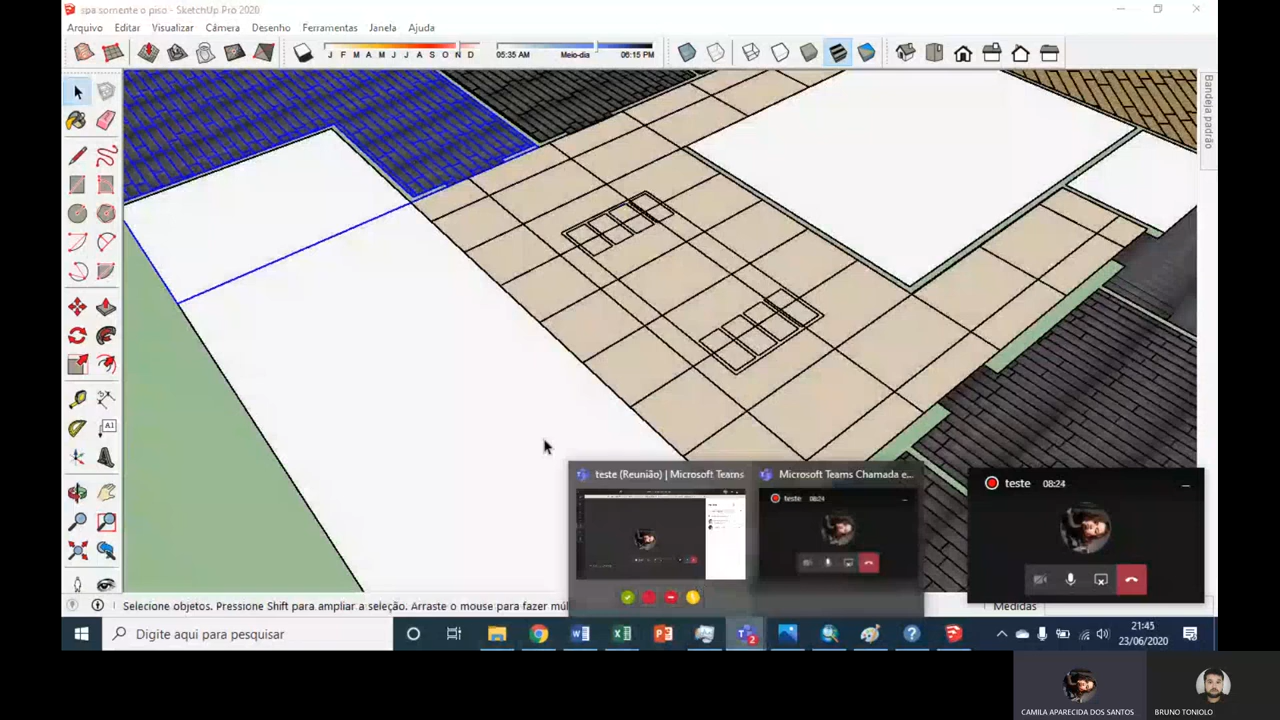 spa somente o piso - SketchUp Pro 2020
Arquivo Editar Visualizar Câmera Desenho Ferramentas Janela Ajuda
J F M A M J J A S O N D
05:35 AM Meio-dia 06:15 PM
Bandeja padrão
A1
teste (Reunião) | Microsoft Teams
Microsoft Teams Chamada e...
teste 08:24
teste 08:24
Selecione objetos. Pressione Shift para ampliar a seleção. Arraste o mouse para fazer múl
Medidas
Digite aqui para pesquisar
2
21:45
23/06/2020
CAMILA APARECIDA DOS SANTOS
BRUNO TONIOLO